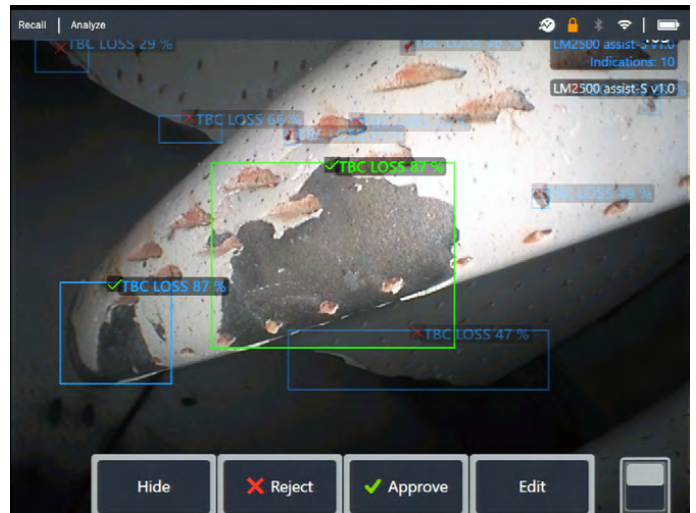 Recall | Analyze
LM2500 assist-S v1.0
Indications: 10
LM2500 assist-S v1.0
TBC LOSS 29 %
TBC LOSS 66 %
TBC LOSS 87 %
TBC LOSS 87 %
TBC LOSS 47 %
Hide
Reject
Approve
Edit